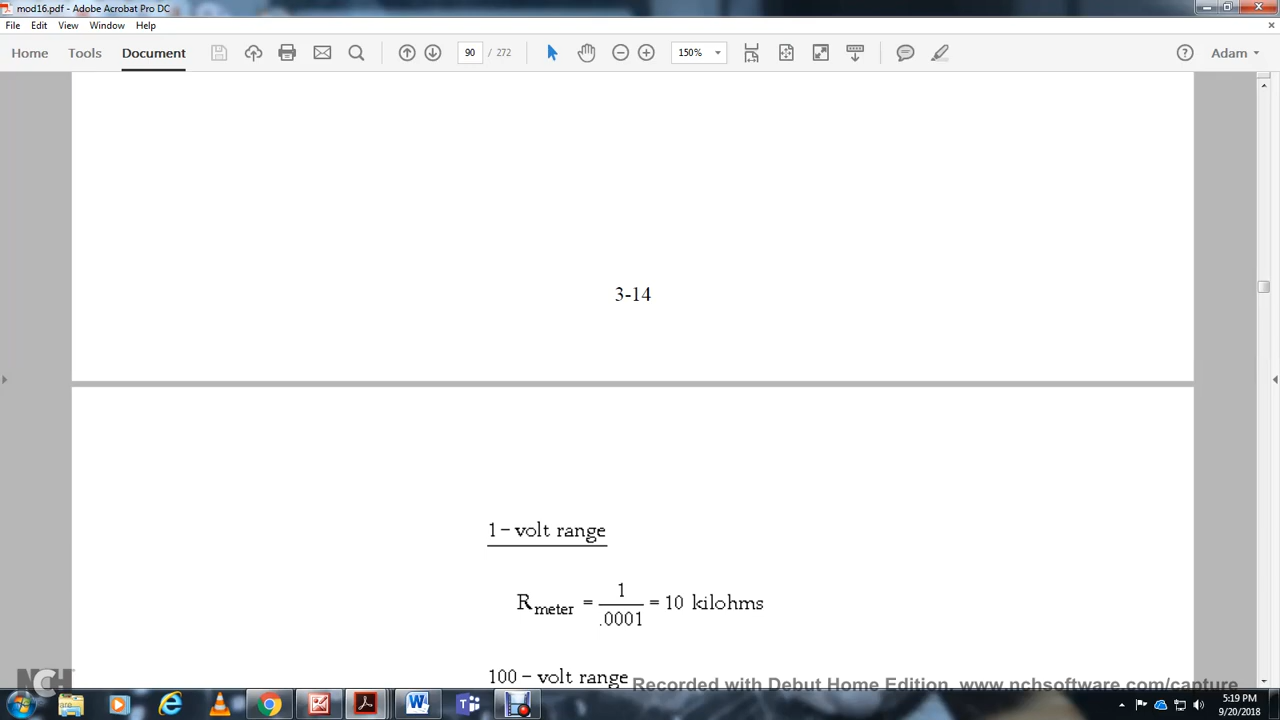 mod16.pdf - Adobe Acrobat Pro DC
File Edit View Window Help
Home Tools Document 90 / 272 150% Adam
3-14
1- volt range
R meter = 1 / .0001 = 10 kilohms
100 - volt range
NCH
Recorded with Debut Home Edition. www.nchsoftware.com/capture
5:19 PM
9/20/2018